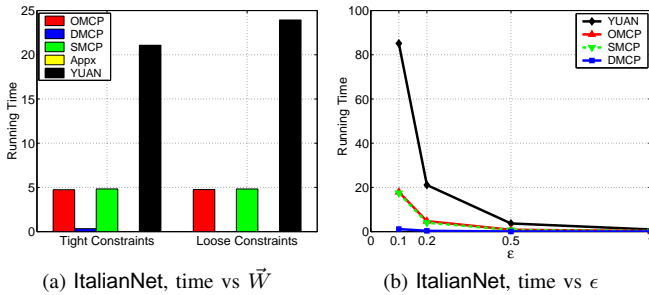 25
20
15
10
5
0
Running Time
OMCP
DMCP
SMCP
Appx
YUAN
Tight Constraints
Loose Constraints
(a) ItalianNet, time vs W⃗
100
80
60
40
20
0
Running Time
YUAN
OMCP
SMCP
DMCP
0
0.1
0.2
0.5
ε
(b) ItalianNet, time vs ϵ